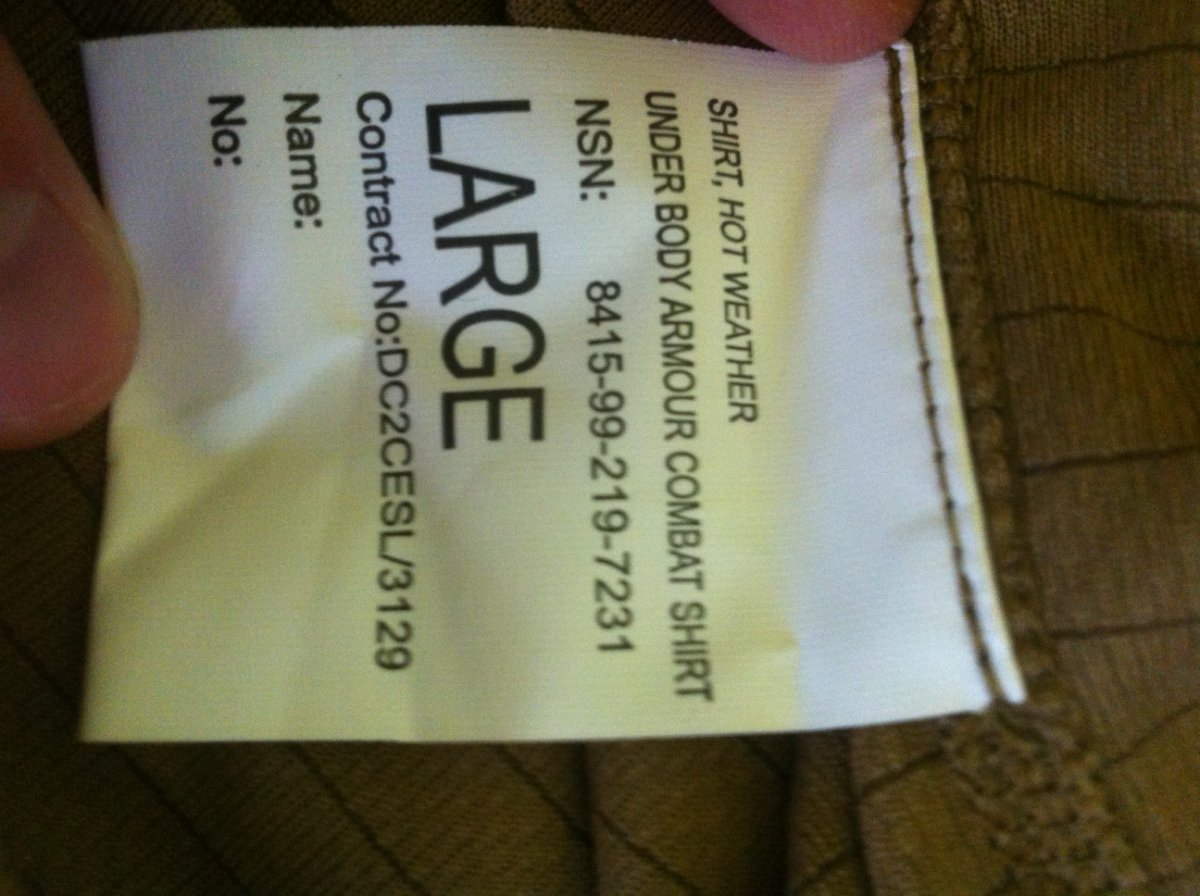 SHIRT, HOT WEATHER
UNDER BODY ARMOUR COMBAT SHIRT
NSN: 8415-99-219-7231
LARGE
Contract No:DC2CESL/3129
Name:
No: